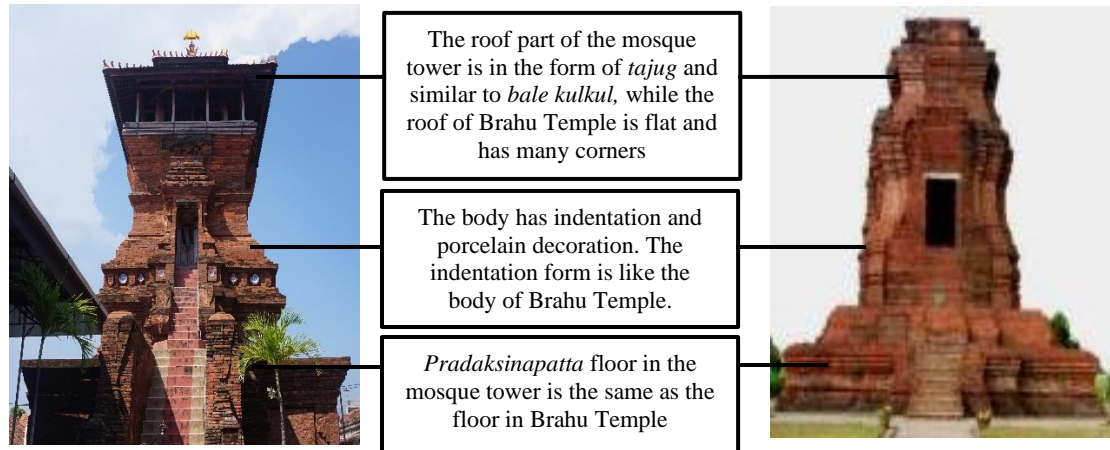 The roof part of the mosque
tower is in the form of tajug and
similar to bale kulkul, while the
roof of Brahu Temple is flat and
has many corners
The body has indentation and
porcelain decoration. The
indentation form is like the
body of Brahu Temple.
Pradaksinapatta floor in the
mosque tower is the same as the
floor in Brahu Temple